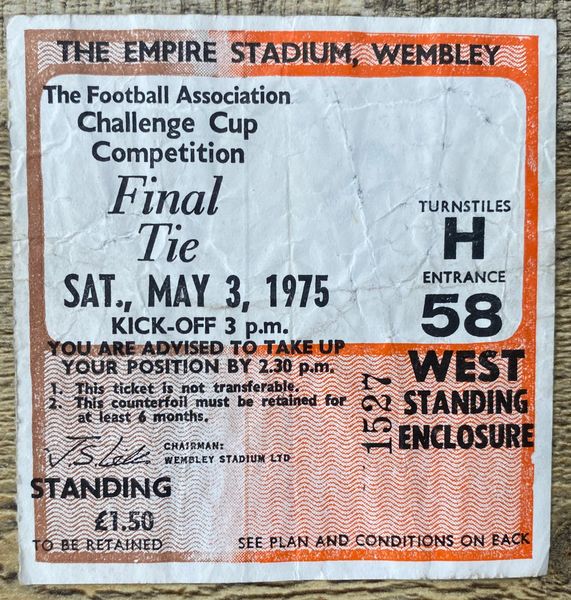 THE EMPIRE STADIUM, WEMBLEY
The Football Association
Challenge Cup
Competition
Final
Tie
SAT., MAY 3, 1975
KICK-OFF 3 p.m.
YOU ARE ADVISED TO TAKE UP
YOUR POSITION BY 2.30 p.m.
1. This ticket is not transferable.
2. This counterfoil must be retained for
at least 6 months.
CHAIRMAN:
WEMBLEY STADIUM LTD
STANDING
£1.50
TO BE RETAINED
TURNSTILES
H
ENTRANCE
58
WEST
STANDING
ENCLOSURE
1527
SEE PLAN AND CONDITIONS ON BACK